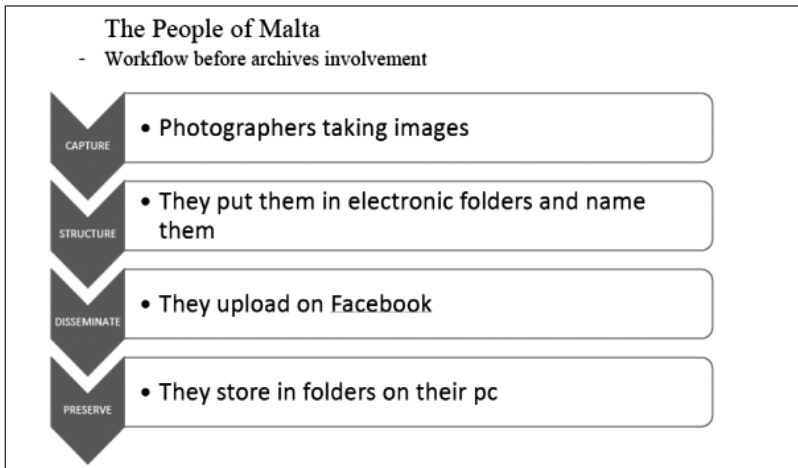 The People of Malta
- Workflow before archives involvement
CAPTURE
• Photographers taking images
STRUCTURE
• They put them in electronic folders and name
them
DISSEMINATE
• They upload on Facebook
PRESERVE
• They store in folders on their pc